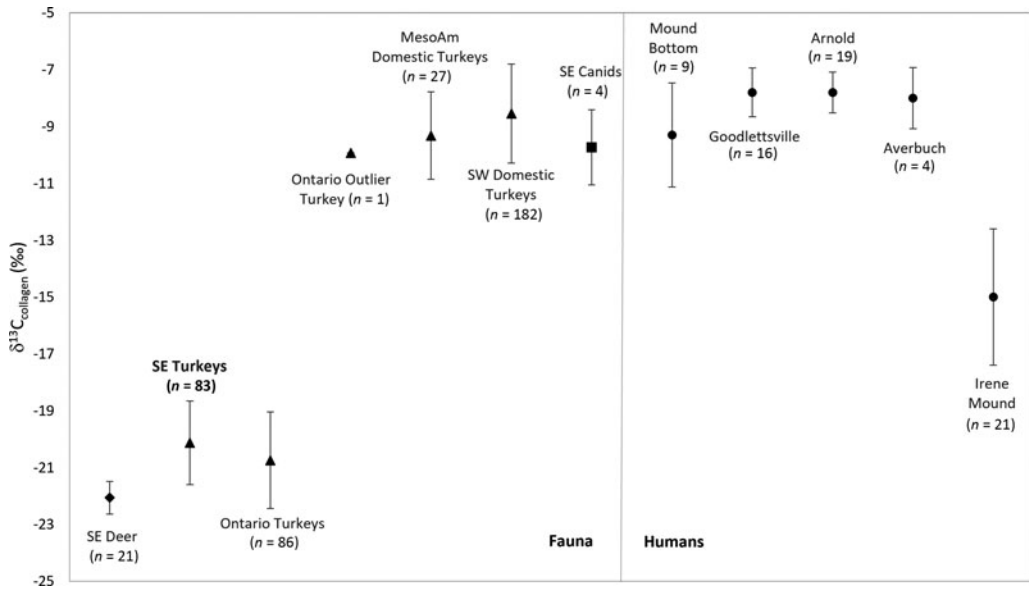 δ13Ccollagen (‰)
-5
-7
-9
-11
-13
-15
-17
-19
-21
-23
-25
SE Deer
(n = 21)
SE Turkeys
(n = 83)
Ontario Turkeys
(n = 86)
Ontario Outlier
Turkey (n = 1)
MesoAm
Domestic Turkeys
(n = 27)
SW Domestic
Turkeys
(n = 182)
SE Canids
(n = 4)
Fauna
Humans
Mound
Bottom
(n = 9)
Goodlettsville
(n = 16)
Arnold
(n = 19)
Averbuch
(n = 4)
Irene
Mound
(n = 21)